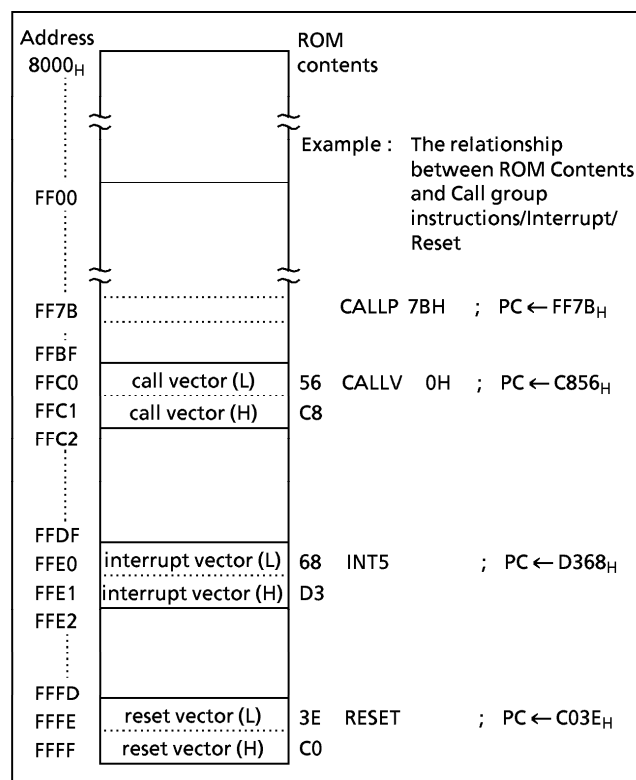 Address ROM
8000H contents
Example : The relationship
between ROM Contents
and Call group
instructions/Interrupt/
Reset
FF00
FF7B CALLP 7BH ; PC ← FF7BH
FFBF
FFC0 call vector (L) 56 CALLV 0H ; PC ← C856H
FFC1 call vector (H) C8
FFC2
FFDF
FFE0 interrupt vector (L) 68 INT5 ; PC ← D368H
FFE1 interrupt vector (H) D3
FFE2
FFFD
FFFE reset vector (L) 3E RESET ; PC ← C03EH
FFFF reset vector (H) C0